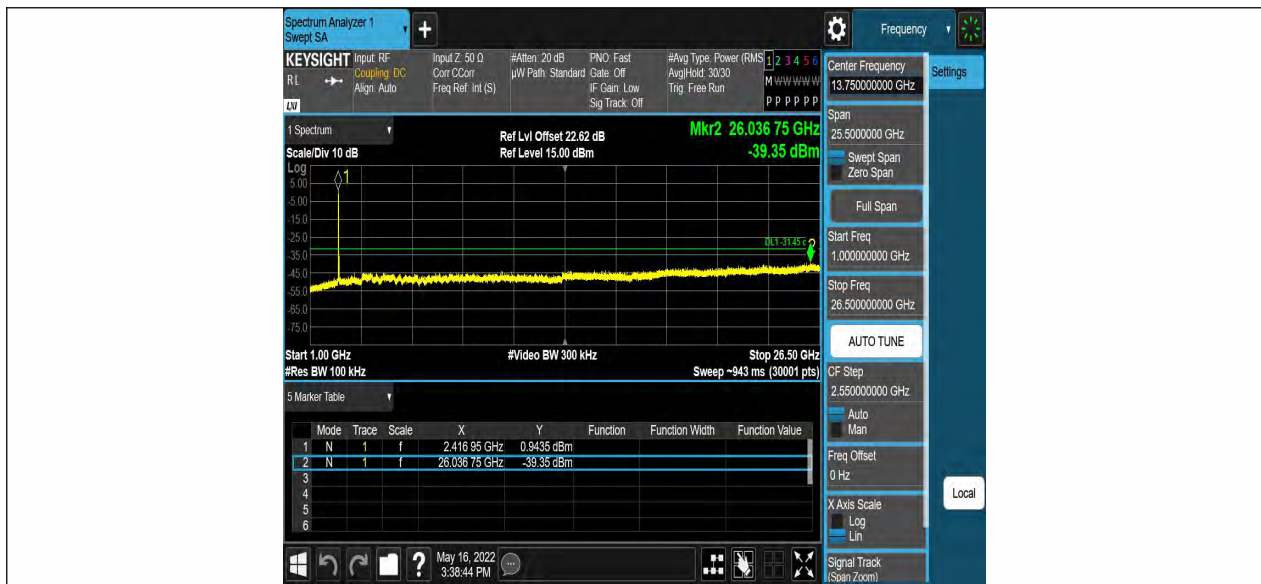 Spectrum Analyzer 1
Swept SA
+
Frequency
KEYSIGHT
RL
LXI
Input: RF
Coupling: DC
Align: Auto
Input Z: 50 Ω
Corr CCorr
Freq Ref: Int (S)
#Atten: 20 dB
µW Path: Standard
PNO: Fast
Gate: Off
IF Gain: Low
Sig Track: Off
#Avg Type: Power (RMS
Avg|Hold: 30/30
Trig: Free Run
1 2 3 4 5 6
M W W W W W
P P P P P P
Center Frequency
13.750000000 GHz
Settings
Span
25.5000000 GHz
Swept Span
Zero Span
Full Span
Start Freq
1.000000000 GHz
Stop Freq
26.500000000 GHz
AUTO TUNE
CF Step
2.550000000 GHz
Auto
Man
Freq Offset
0 Hz
X Axis Scale
Log
Lin
Signal Track
(Span Zoom)
Local
1 Spectrum
Scale/Div 10 dB
Ref Lvl Offset 22.62 dB
Ref Level 15.00 dBm
Mkr2 26.036 75 GHz
-39.35 dBm
Log
5.00
-5.00
-15.0
-25.0
-35.0
-45.0
-55.0
-65.0
-75.0
1
DL1 -31.45
2
Start 1.00 GHz
#Video BW 300 kHz
Stop 26.50 GHz
#Res BW 100 kHz
Sweep ~943 ms (30001 pts)
5 Marker Table
Mode Trace Scale X Y Function Function Width Function Value
1 N 1 f 2.416 95 GHz 0.9435 dBm
2 N 1 f 26.036 75 GHz -39.35 dBm
3
4
5
6
?
May 16, 2022
3:38:44 PM